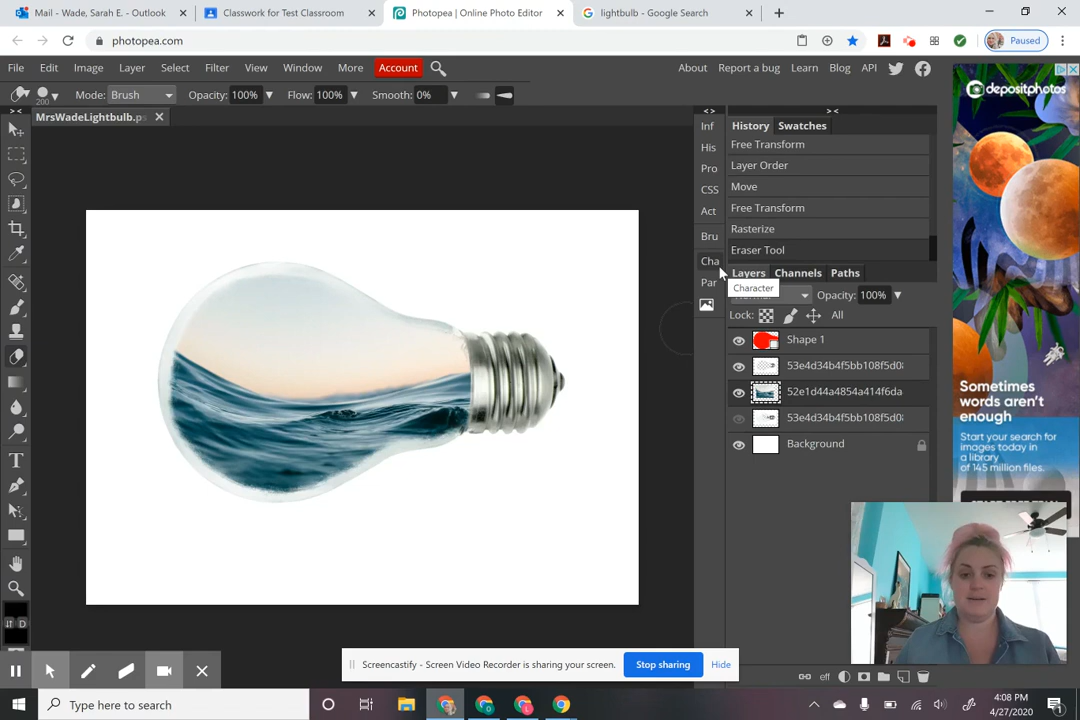 Mail - Wade, Sarah E. - Outlook
Classwork for Test Classroom
Photopea | Online Photo Editor
lightbulb - Google Search
photopea.com
Paused
File Edit Image Layer Select Filter View Window More Account
About Report a bug Learn Blog API
200 Mode: Brush Opacity: 100% Flow: 100% Smooth: 0%
MrsWadeLightbulb.ps
Inf
His
Pro
CSS
Act
Bru
Cha
Par
Character
History Swatches
Free Transform
Layer Order
Move
Free Transform
Rasterize
Eraser Tool
Layers Channels Paths
Opacity: 100%
Lock: All
Shape 1
53e4d34b4f5bb108f5d0
52e1d44a4854a414f6da
53e4d34b4f5bb108f5d0
Background
eff
D
depositphotos
Sometimes
words aren't
enough
Start your search for
images today in
a library
of 145 million files.
Screencastify - Screen Video Recorder is sharing your screen.
Stop sharing
Hide
Type here to search
4:08 PM
4/27/2020